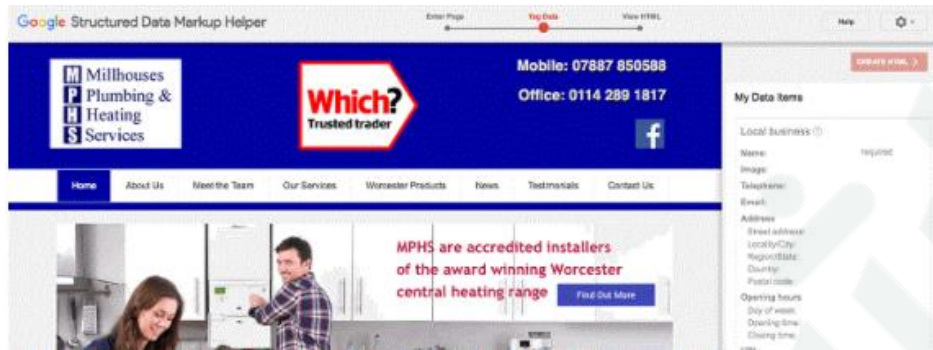 Google Structured Data Markup Helper
Enter Page
Tag Data
View HTML
Help
CREATE HTML
M Millhouses
P Plumbing &
H Heating
S Services
Which?
Trusted trader
Mobile: 07887 850588
Office: 0114 289 1817
f
My Data Items
Local business
Name: required
Image:
Telephone:
Email:
Address
Street address:
Locality/City:
Region/State:
Country:
Postal code:
Opening hours
Day of week:
Opening time:
Closing time:
Home
About Us
Meet the Team
Our Services
Worcester Products
News
Testimonials
Contact Us
MPHS are accredited installers
of the award winning Worcester
central heating range
Find Out More